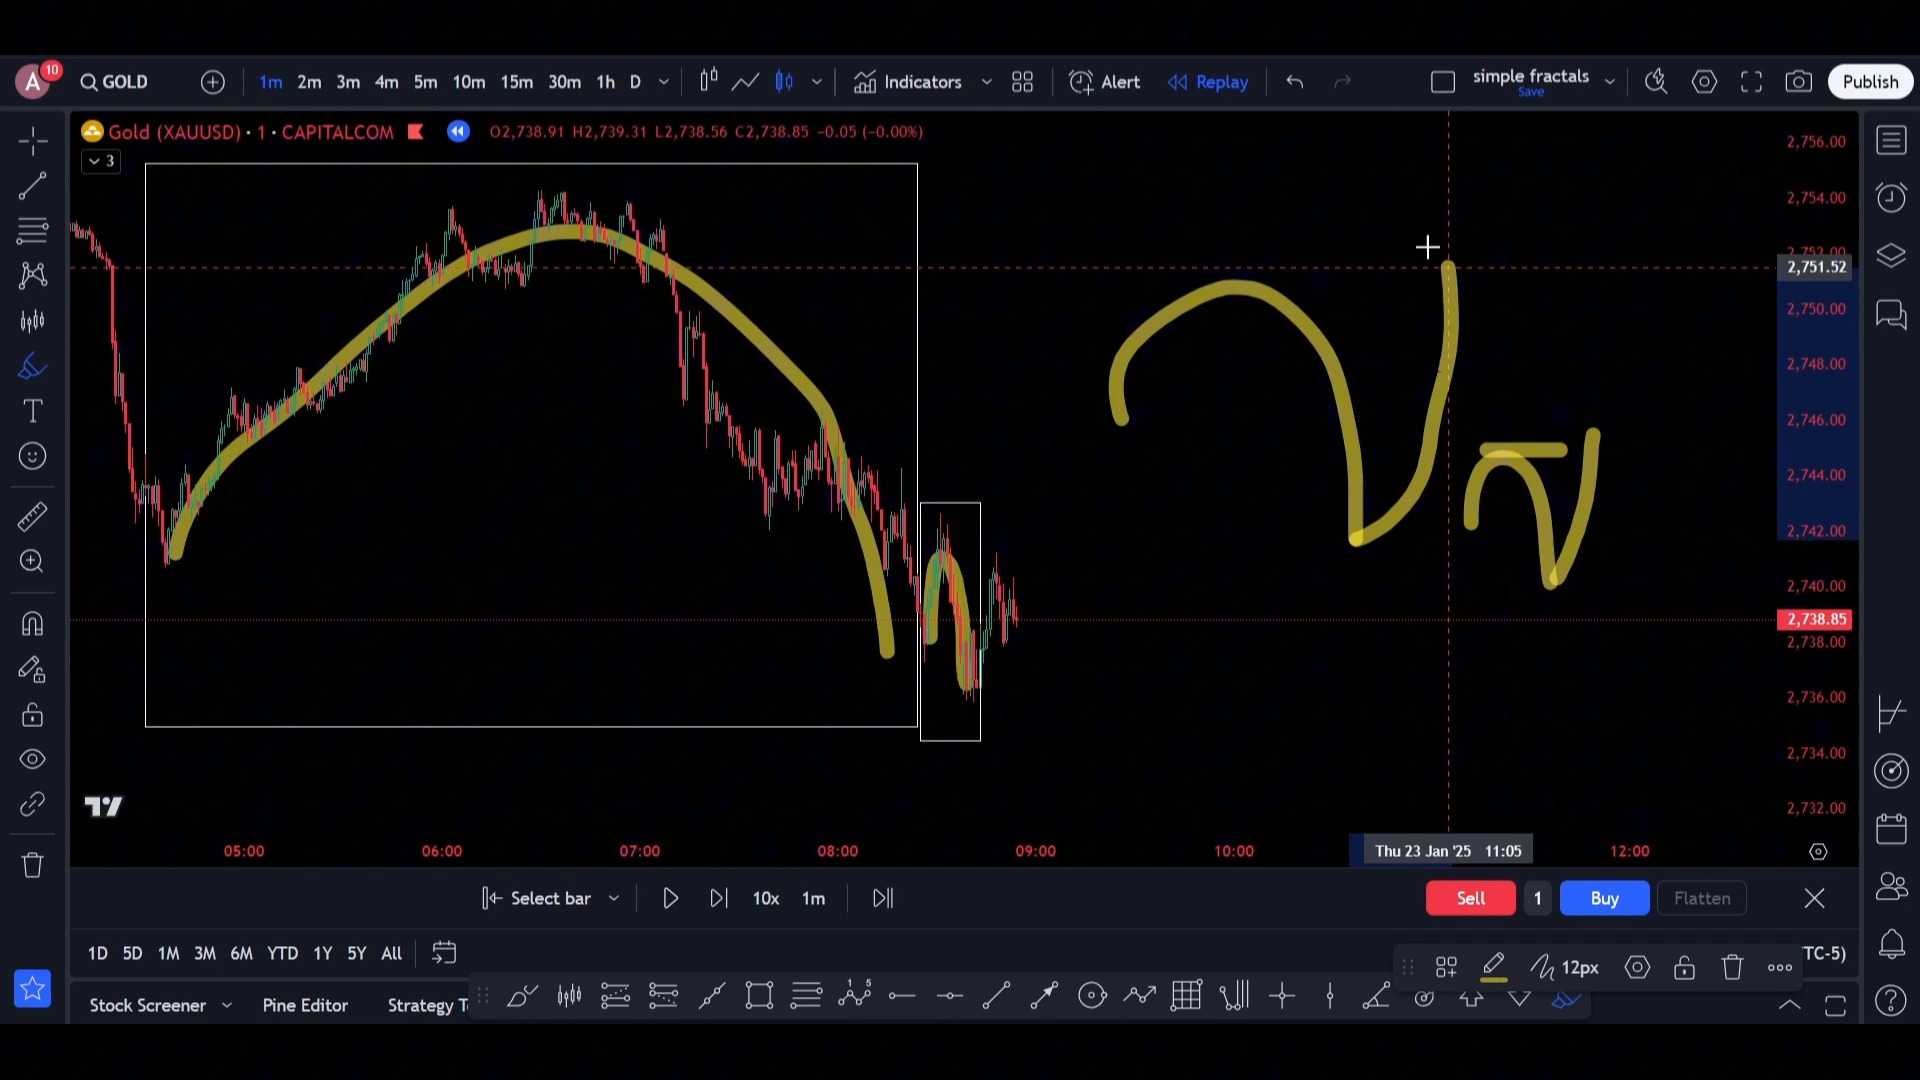 A 10 GOLD 1m 2m 3m 4m 5m 10m 15m 30m 1h D Indicators Alert Replay simple fractals Save Publish
Gold (XAUUSD) · 1 · CAPITALCOM O2,738.91 H2,739.31 L2,738.56 C2,738.85 −0.05 (−0.00%)
3
2,756.00
2,754.00
2,751.52
2,750.00
2,748.00
2,746.00
2,744.00
2,742.00
2,740.00
2,738.85
2,738.00
2,736.00
2,734.00
2,732.00
05:00 06:00 07:00 08:00 09:00 10:00 Thu 23 Jan '25 11:05 12:00
Select bar 10x 1m Sell 1 Buy Flatten
1D 5D 1M 3M 6M YTD 1Y 5Y All TC-5)
12px
Stock Screener Pine Editor Strategy T